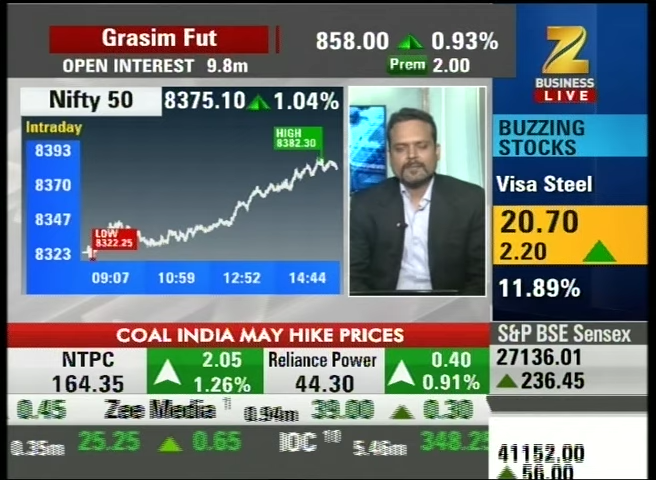 Grasim Fut
858.00 0.93%
OPEN INTEREST 9.8m
Prem 2.00
Z
BUSINESS
LIVE
Nifty 50
8375.10 1.04%
Intraday
8393
8370
8347
8323
HIGH
8382.30
LOW
8322.25
09:07 10:59 12:52 14:44
BUZZING
STOCKS
Visa Steel
20.70
2.20
11.89%
COAL INDIA MAY HIKE PRICES
NTPC
164.35
2.05
1.26%
Reliance Power
44.30
0.40
0.91%
S&P BSE Sensex
27136.01
236.45
0.45 Zee Media 0.94m 39.00 0.30
0.35m 25.25 0.65 IOC 5.46m 348.25
41152.00
56.00